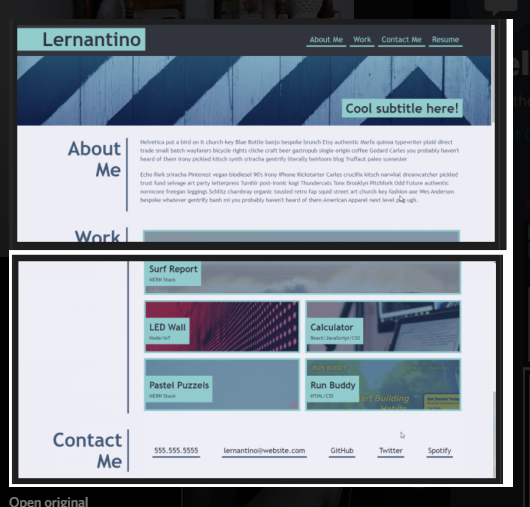 Lernantino
About Me Work Contact Me Resume
Cool subtitle here!
About
Me
Helvetica put a bird on it church-key Blue Bottle banjo bespoke brunch Etsy authentic Marfa quinoa typewriter plaid direct
trade small batch wayfarers bicycle rights cliche craft beer gastropub single-origin coffee Godard Carles you probably haven't
heard of them Irony pickled kitsch synth sriracha gentrify literally heirloom blog Truffaut paleo scenester
Echo Park sriracha Pinterest vegan biodiesel 90's irony iPhone Kickstarter Carles crucifix kitsch narwhal dreamcatcher pickled
trust fund selvage art party letterpress Tumblr post-ironic kogi Thundercats Tonx Brooklyn Pitchfork Odd Future authentic
normcore freegan leggings Schlitz chambray organic tousled retro fap squid street art church-key fashion axe Wes Anderson
bespoke whatever gentrify banh mi you probably haven't heard of them American Apparel next level pug ugh.
Work
Surf Report
MERN Stack
LED Wall
Node/IoT
Calculator
React/JavaScript/CSS
Pastel Puzzels
MERN Stack
Run Buddy
HTML/CSS
Contact
Me
555.555.5555 lernantino@website.com GitHub Twitter Spotify
Open original